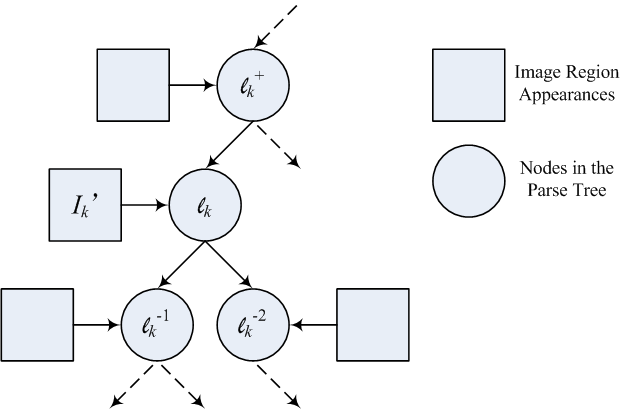 ℓk+
Image Region
Appearances
Ik’
ℓk
Nodes in the
Parse Tree
ℓk-1
ℓk-2